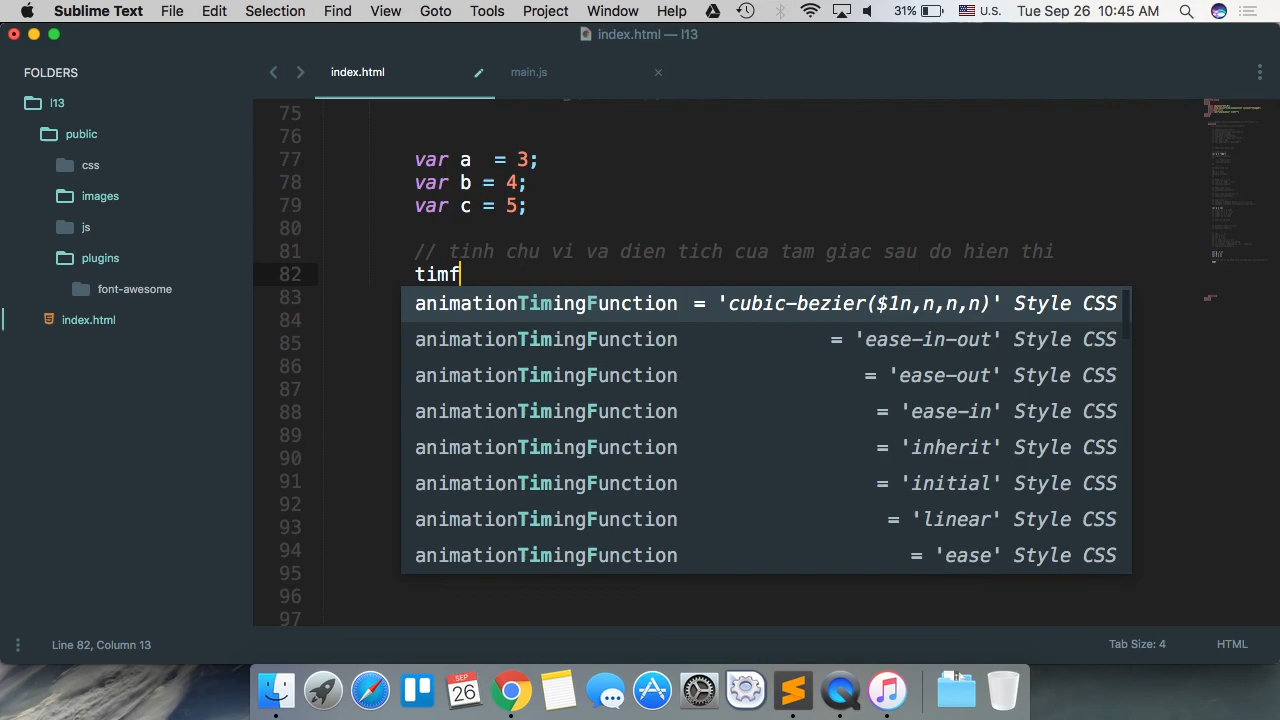 Sublime Text File Edit Selection Find View Goto Tools Project Window Help 31% U.S. Tue Sep 26 10:45 AM
index.html — l13
FOLDERS
l13
public
css
images
js
plugins
font-awesome
index.html
index.html main.js
75
76
77 var a  = 3;
78 var b = 4;
79 var c = 5;
80
81 // tinh chu vi va dien tich cua tam giac sau do hien thi
82 timf
83 animationTimingFunction = 'cubic-bezier($1n,n,n,n)' Style CSS
84 animationTimingFunction = 'ease-in-out' Style CSS
85
86 animationTimingFunction = 'ease-out' Style CSS
87
88 animationTimingFunction = 'ease-in' Style CSS
89
90 animationTimingFunction = 'inherit' Style CSS
91 animationTimingFunction = 'initial' Style CSS
92
93 animationTimingFunction = 'linear' Style CSS
94 animationTimingFunction = 'ease' Style CSS
95
96
97
Line 82, Column 13 Tab Size: 4 HTML
SEP
26